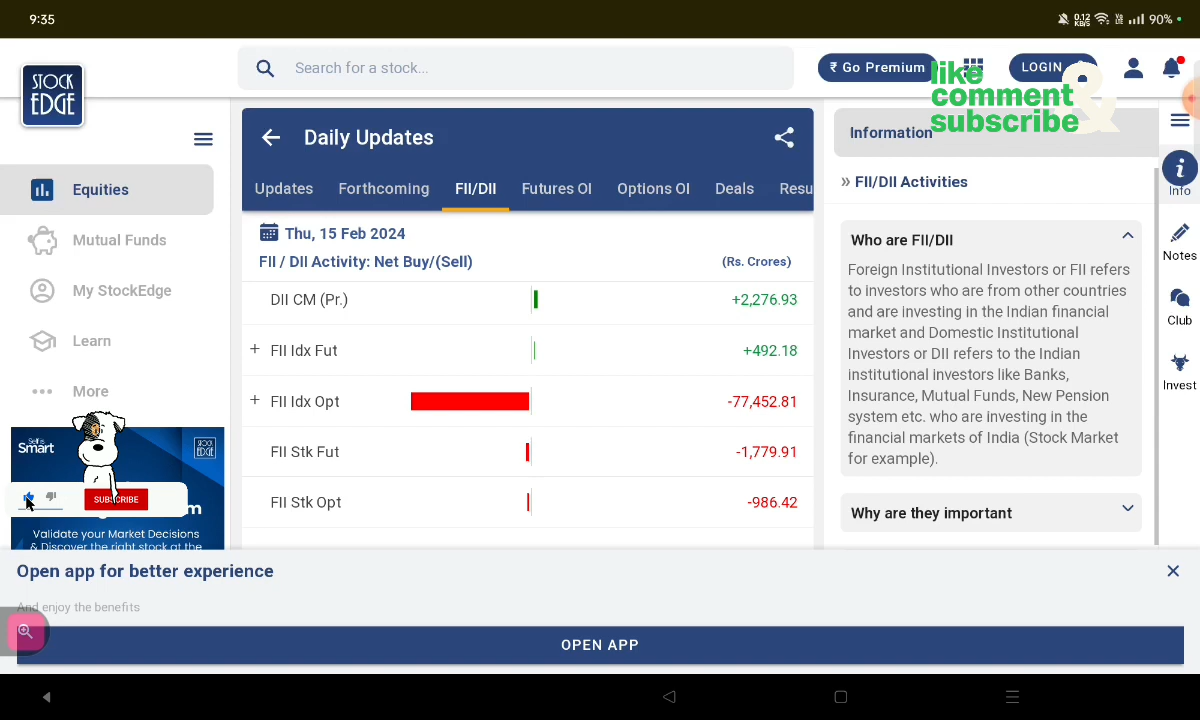 9:35
0.12
KB/S
90%
STOCK
EDGE
Search for a stock...
₹ Go Premium
LOGIN
like
comment &
subscribe
Equities
Mutual Funds
My StockEdge
Learn
More
Daily Updates
Updates
Forthcoming
FII/DII
Futures OI
Options OI
Deals
Resu
Thu, 15 Feb 2024
FII / DII Activity: Net Buy/(Sell)
(Rs. Crores)
DII CM (Pr.) +2,276.93
+ FII Idx Fut +492.18
+ FII Idx Opt -77,452.81
FII Stk Fut -1,779.91
FII Stk Opt -986.42
Information
» FII/DII Activities
Who are FII/DII
Foreign Institutional Investors or FII refers
to investors who are from other countries
and are investing in the Indian financial
market and Domestic Institutional
Investors or DII refers to the Indian
institutional investors like Banks,
Insurance, Mutual Funds, New Pension
system etc. who are investing in the
financial markets of India (Stock Market
for example).
Why are they important
Info
Notes
Club
Invest
Self is
Smart
STOCK
EDGE
SUBSCRIBE
Validate your Market Decisions
& Discover the right stock at the
Open app for better experience
And enjoy the benefits
OPEN APP